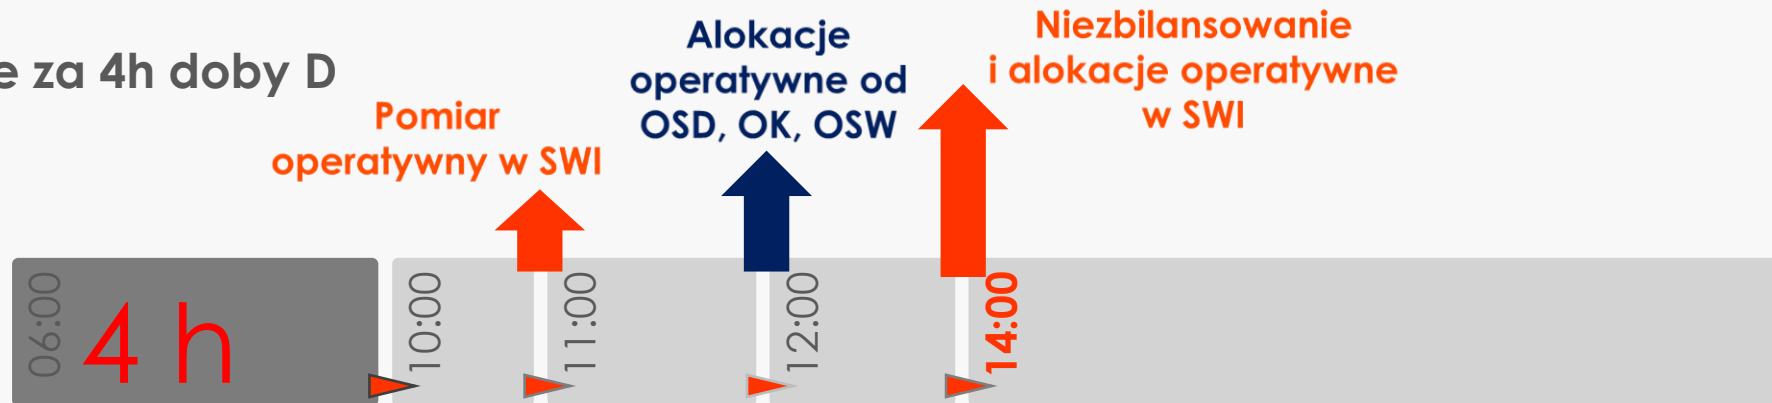 e za 4h doby D
Pomiar
operatywny w SWI
Alokacje
operatywne od
OSD, OK, OSW
Niezbilansowanie
i alokacje operatywne
w SWI
06:00
4 h
10:00
11:00
12:00
14:00